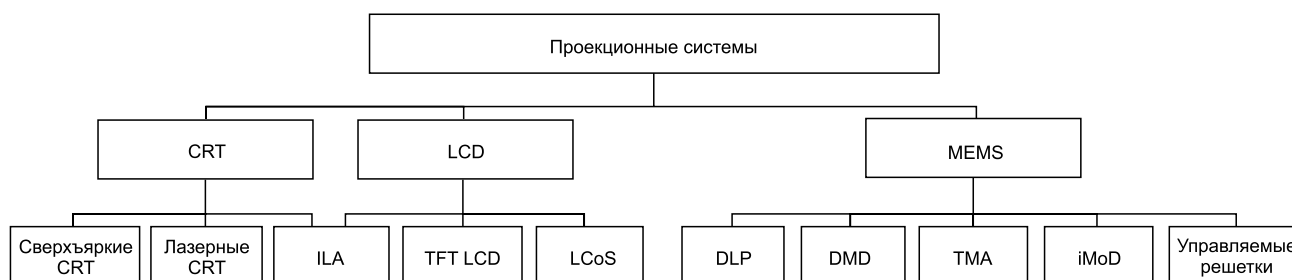 Проекционные системы
CRT
LCD
MEMS
Сверхъяркие
CRT
Лазерные
CRT
ILA
TFT LCD
LCoS
DLP
DMD
TMA
iMoD
Управляемые
решетки